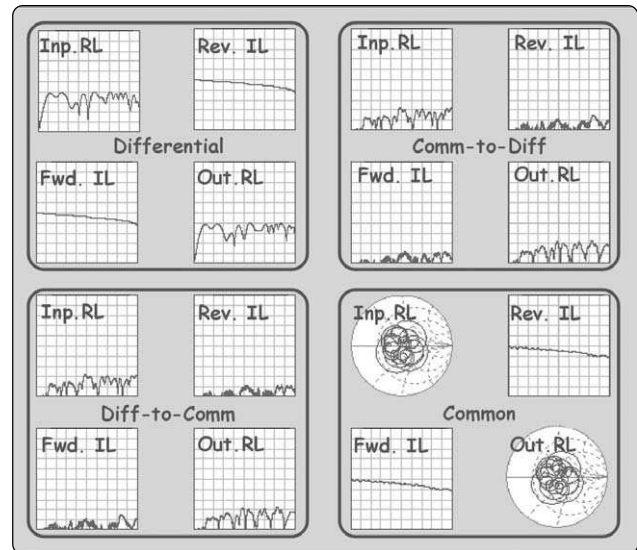 Inp.RL
Rev. IL
Differential
Fwd. IL
Out.RL
Inp.RL
Rev. IL
Comm-to-Diff
Fwd. IL
Out.RL
Inp.RL
Rev. IL
Diff-to-Comm
Fwd. IL
Out.RL
Inp.RL
Rev. IL
Common
Fwd. IL
Out.RL